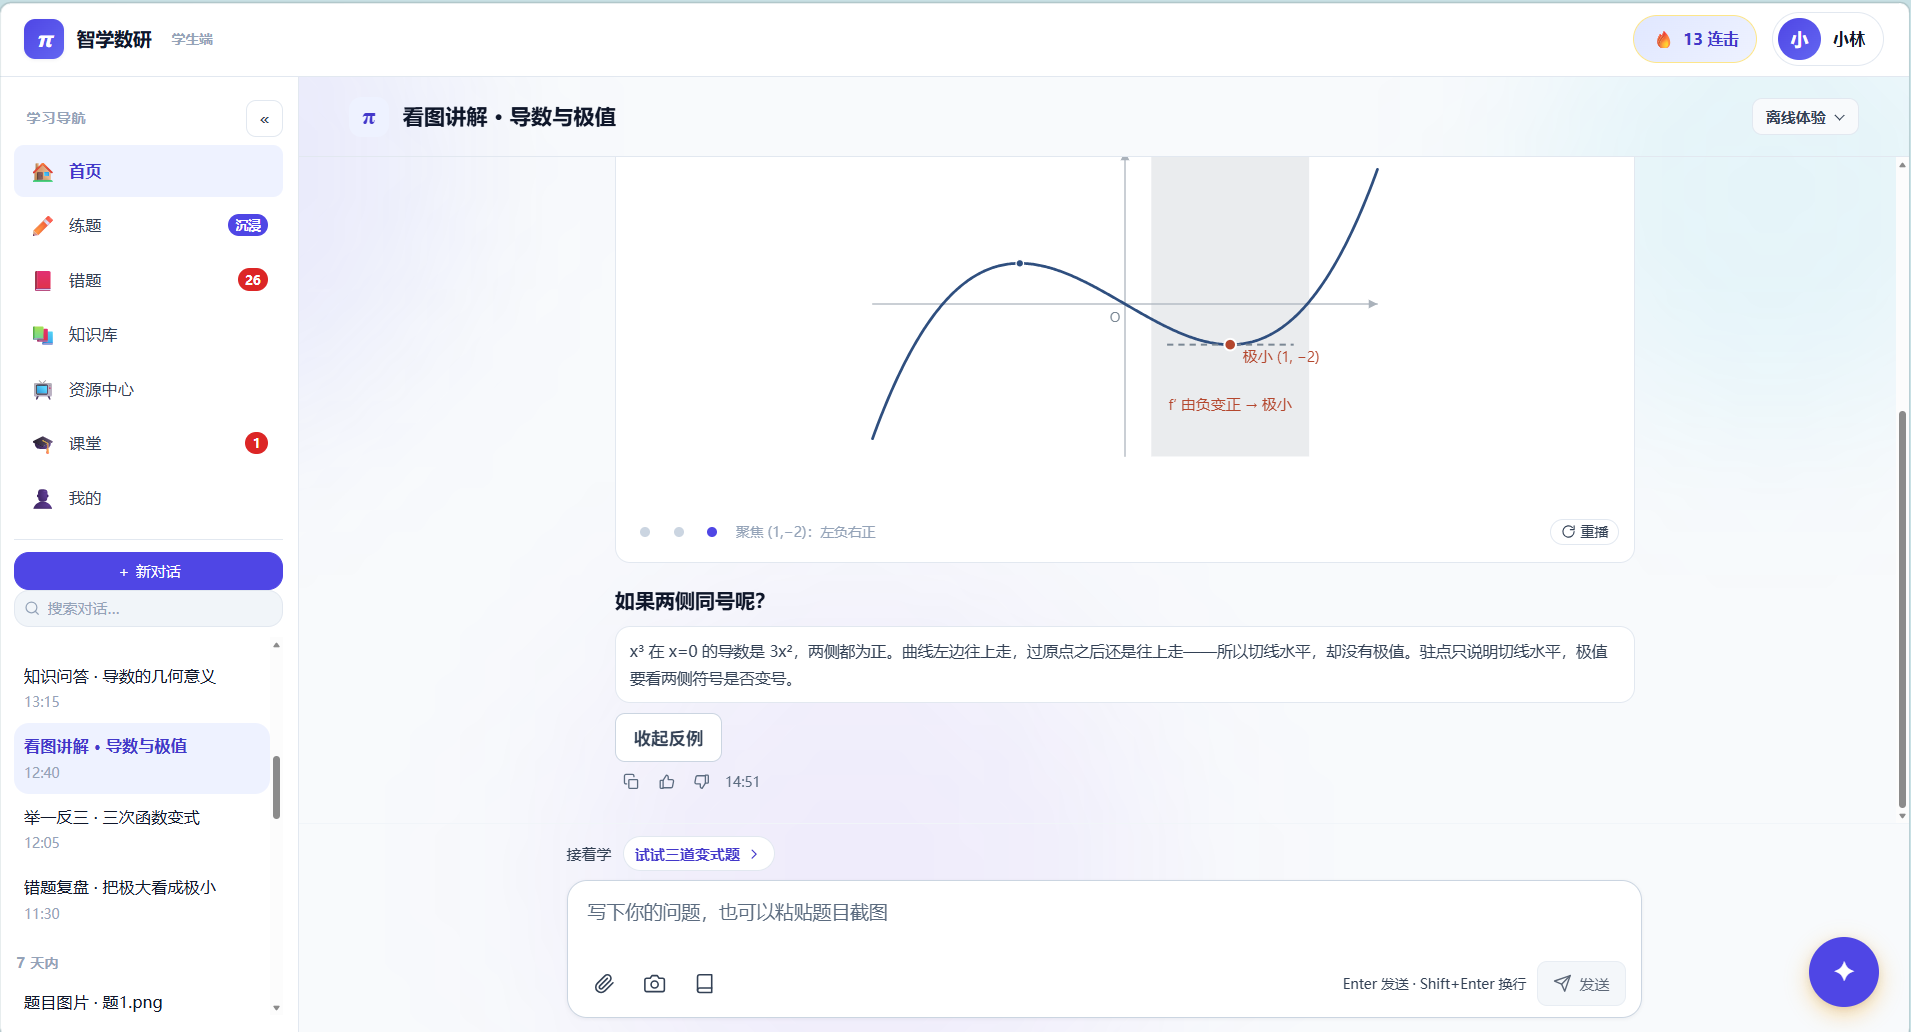 π 智学数研 学生端
🔥 13 连击
小 小林
学习导航 «
首页
练题 沉浸
错题 26
知识库
资源中心
课堂 1
我的
+ 新对话
搜索对话...
知识问答 · 导数的几何意义
13:15
看图讲解 • 导数与极值
12:40
举一反三 · 三次函数变式
12:05
错题复盘 · 把极大看成极小
11:30
7 天内
题目图片 · 题1.png
π 看图讲解 • 导数与极值
离线体验
O
极小 (1, −2)
f′ 由负变正 → 极小
聚焦 (1,−2)：左负右正
重播
如果两侧同号呢？
x³ 在 x=0 的导数是 3x²，两侧都为正。曲线左边往上走，过原点之后还是往上走——所以切线水平，却没有极值。驻点只说明切线水平，极值
要看两侧符号是否变号。
收起反例
14:51
接着学 试试三道变式题
写下你的问题，也可以粘贴题目截图
Enter 发送 · Shift+Enter 换行
发送